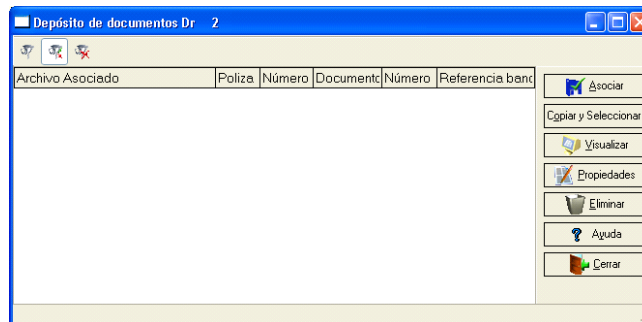 Depósito de documentos Dr 2
Archivo Asociado Poliza Número Documento Número Referencia banc
Asociar
Copiar y Seleccionar
Visualizar
Propiedades
Eliminar
Ayuda
Cerrar